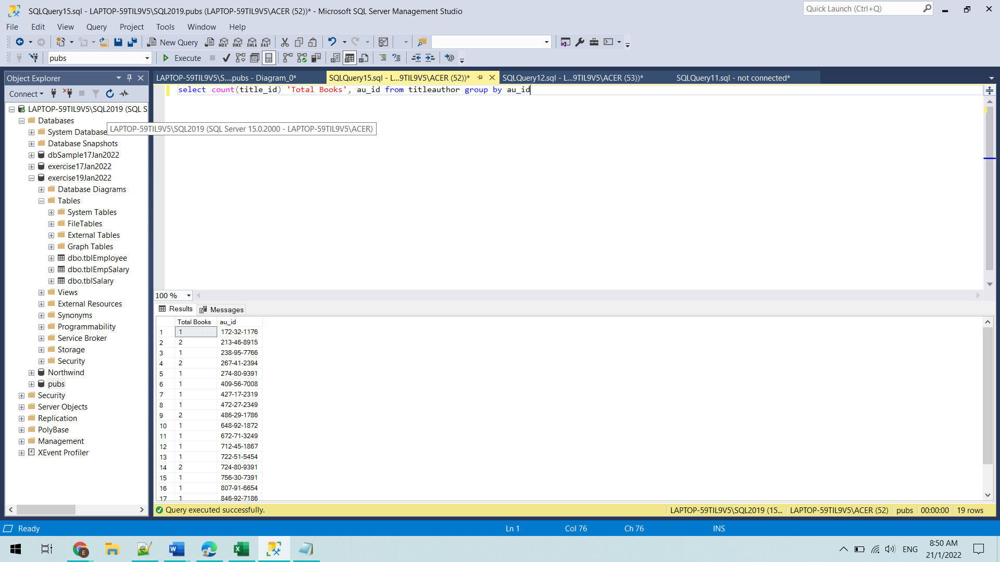 SQLQuery15.sql - LAPTOP-59TIL9V5\SQL2019.pubs (LAPTOP-59TIL9V5\ACER (52))* - Microsoft SQL Server Management Studio
Quick Launch (Ctrl+Q)
File Edit View Query Project Tools Window Help
New Query MDX DMX XMLA DAX
pubs Execute
Object Explorer
Connect
LAPTOP-59TIL9V5\SQL2019 (SQL S
Databases
System Database
LAPTOP-59TIL9V5\SQL2019 (SQL Server 15.0.2000 - LAPTOP-59TIL9V5\ACER)
Database Snapshots
dbSample17Jan2022
exercise17Jan2022
exercise19Jan2022
Database Diagrams
Tables
System Tables
FileTables
External Tables
Graph Tables
dbo.tblEmployee
dbo.tblEmpSalary
dbo.tblSalary
Views
External Resources
Synonyms
Programmability
Service Broker
Storage
Security
Northwind
pubs
Security
Server Objects
Replication
PolyBase
Management
XEvent Profiler
LAPTOP-59TIL9V5\S....pubs - Diagram_0* SQLQuery15.sql - L...9TIL9V5\ACER (52))* SQLQuery12.sql - L...9TIL9V5\ACER (53))* SQLQuery11.sql - not connected*
select count(title_id) 'Total Books', au_id from titleauthor group by au_id
100 %
Results Messages
Total Books au_id
1 1 172-32-1176
2 2 213-46-8915
3 1 238-95-7766
4 2 267-41-2394
5 1 274-80-9391
6 1 409-56-7008
7 1 427-17-2319
8 1 472-27-2349
9 2 486-29-1786
10 1 648-92-1872
11 1 672-71-3249
12 1 712-45-1867
13 1 722-51-5454
14 2 724-80-9391
15 1 756-30-7391
16 1 807-91-6654
17 1 846-92-7186
Query executed successfully. LAPTOP-59TIL9V5\SQL2019 (15... LAPTOP-59TIL9V5\ACER (52) pubs 00:00:00 19 rows
Ready Ln 1 Col 76 Ch 76 INS
ENG 8:50 AM
21/1/2022